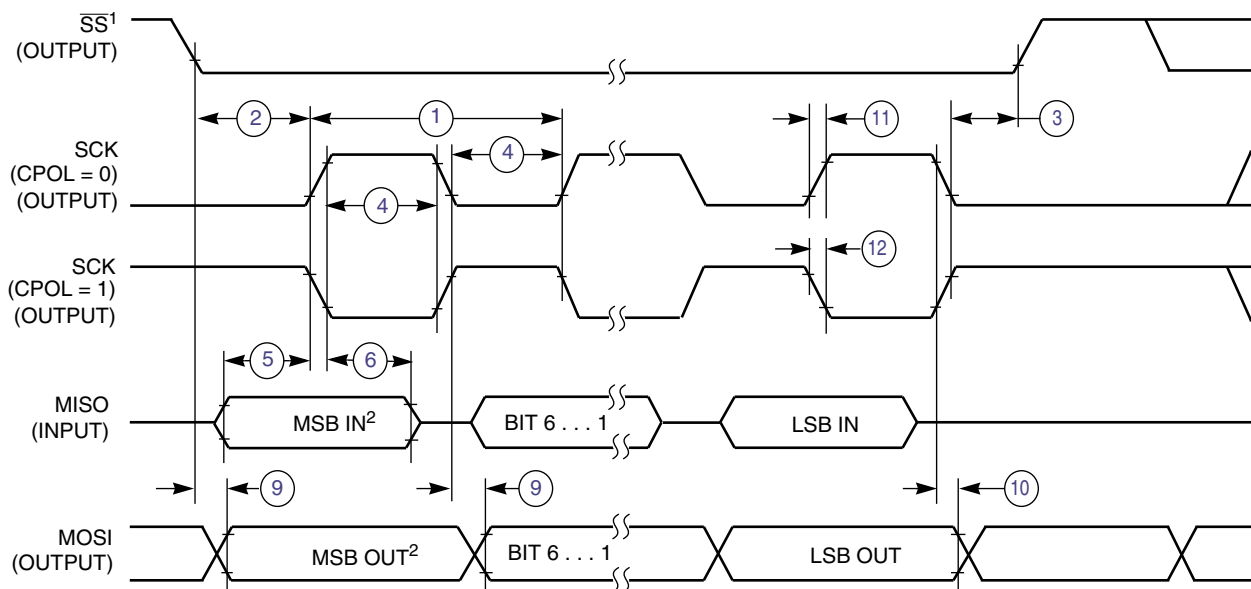 SS¹
(OUTPUT)
2
1
11
3
SCK
(CPOL = 0)
(OUTPUT)
4
4
SCK
(CPOL = 1)
(OUTPUT)
12
5
6
MISO
(INPUT)
MSB IN²
BIT 6 . . . 1
LSB IN
9
9
10
MOSI
(OUTPUT)
MSB OUT²
BIT 6 . . . 1
LSB OUT